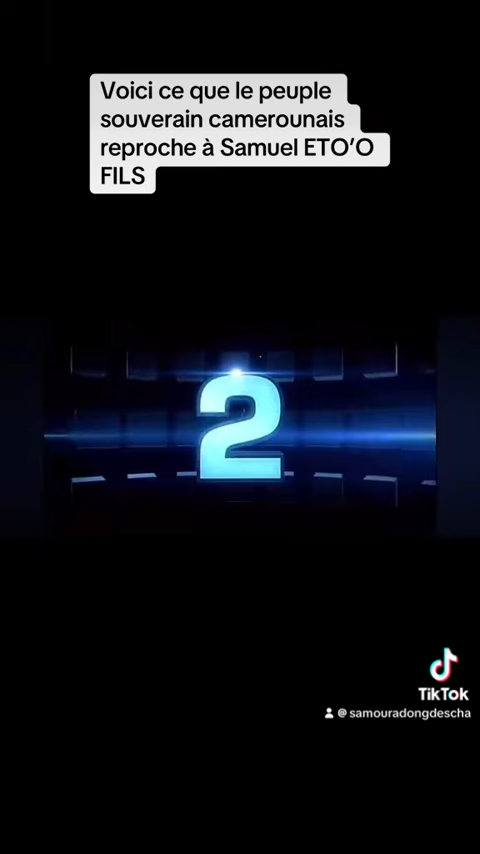 Voici ce que le peuple
souverain camerounais
reproche à Samuel ETO’O
FILS
2
TikTok
@ samouradongdescha